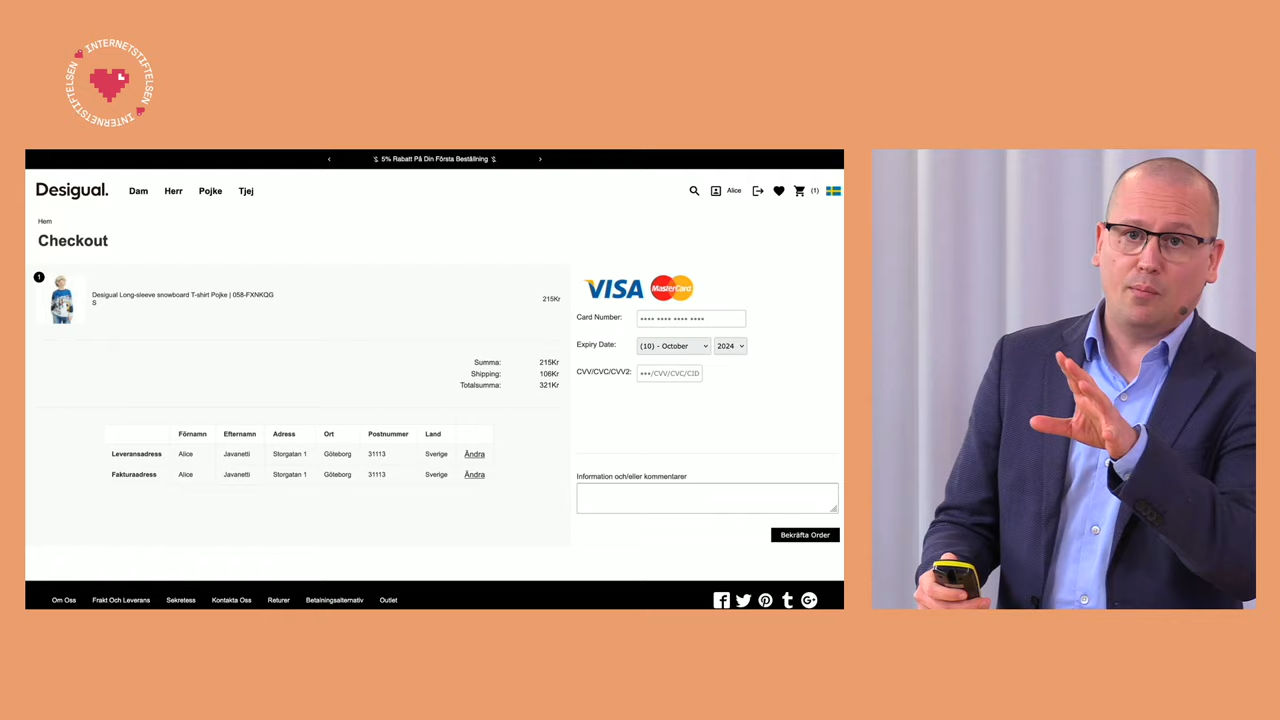 INTERNETSTIFTELSEN
INTERNETSTIFTELSEN
5% Rabatt På Din Första Beställning
Desigual. Dam Herr Pojke Tjej Alice (1)
Hem
Checkout
1
Desigual Long-sleeve snowboard T-shirt Pojke | 058-FXNKQG
S
215Kr
Summa: 215Kr
Shipping: 106Kr
Totalsumma: 321Kr
Förnamn Efternamn Adress Ort Postnummer Land
Leveransadress Alice Javanetti Storgatan 1 Göteborg 31113 Sverige Ändra
Fakturaadress Alice Javanetti Storgatan 1 Göteborg 31113 Sverige Ändra
VISA MasterCard
Card Number: **** **** **** ****
Expiry Date: (10) - October 2024
CVV/CVC/CVV2: ***/CVV/CVC/CID
Information och/eller kommentarer
Bekräfta Order
Om Oss Frakt Och Leverans Sekretess Kontakta Oss Returer Betalningsalternativ Outlet